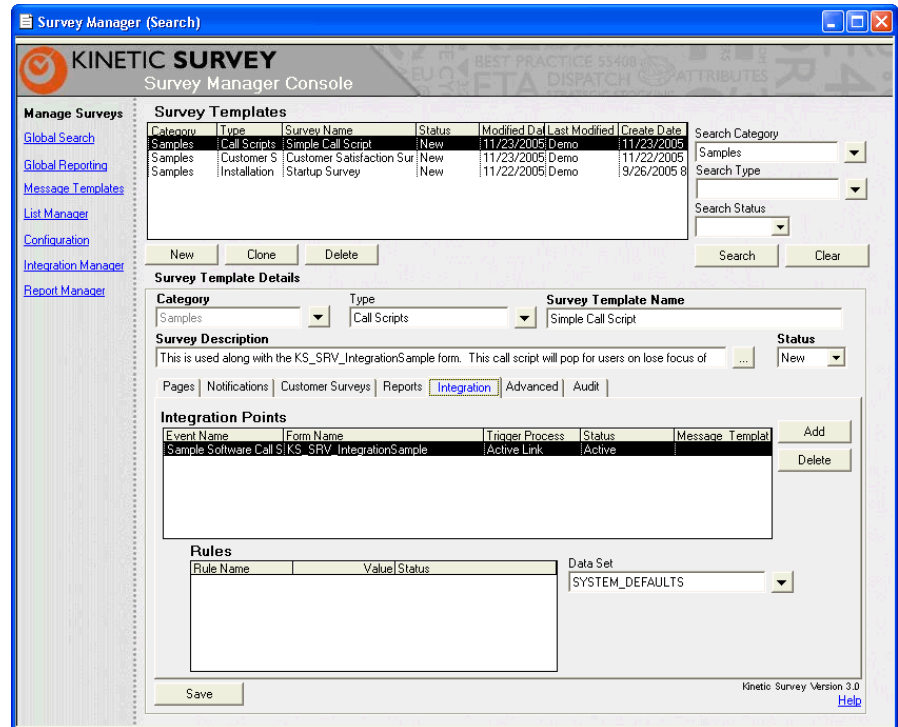 Survey Manager (Search)
KINETIC SURVEY
Survey Manager Console
BEST PRACTICE 55408
DISPATCH
ATTRIBUTES
Manage Surveys
Global Search
Global Reporting
Message Templates
List Manager
Configuration
Integration Manager
Report Manager
Survey Templates
Category Type Survey Name Status Modified Dat Last Modified Create Date
Samples Call Scripts Simple Call Script New 11/23/2005 Demo 11/23/2005
Samples Customer S Customer Satisfaction Sur New 11/23/2005 Demo 11/22/2005
Samples Installation Startup Survey New 11/22/2005 Demo 9/26/2005 8
Search Category
Samples
Search Type
Search Status
New Clone Delete Search Clear
Survey Template Details
Category Type Survey Template Name
Samples Call Scripts Simple Call Script
Survey Description Status
This is used along with the KS_SRV_IntegrationSample form. This call script will pop for users on lose focus of ... New
Pages Notifications Customer Surveys Reports Integration Advanced Audit
Integration Points
Event Name Form Name Trigger Process Status Message Templat
Sample Software Call S KS_SRV_IntegrationSample Active Link Active
Add
Delete
Rules
Rule Name Value Status
Data Set
SYSTEM_DEFAULTS
Save
Kinetic Survey Version 3.0
Help